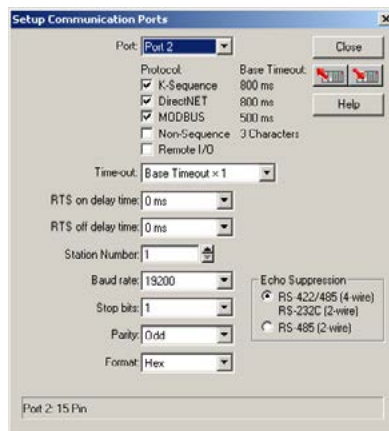 Setup Communication Ports
Port: Port 2
Close
Protocol: Base Timeout:
K-Sequence 800 ms
DirectNET 800 ms
MODBUS 500 ms
Non-Sequence 3 Characters
Remote I/O
Help
Time-out: Base Timeout × 1
RTS on delay time: 0 ms
RTS off delay time: 0 ms
Station Number: 1
Baud rate: 19200
Stop bits: 1
Parity: Odd
Format: Hex
Echo Suppression
RS-422/485 (4-wire)
RS-232C (2-wire)
RS-485 (2-wire)
Port 2: 15 Pin